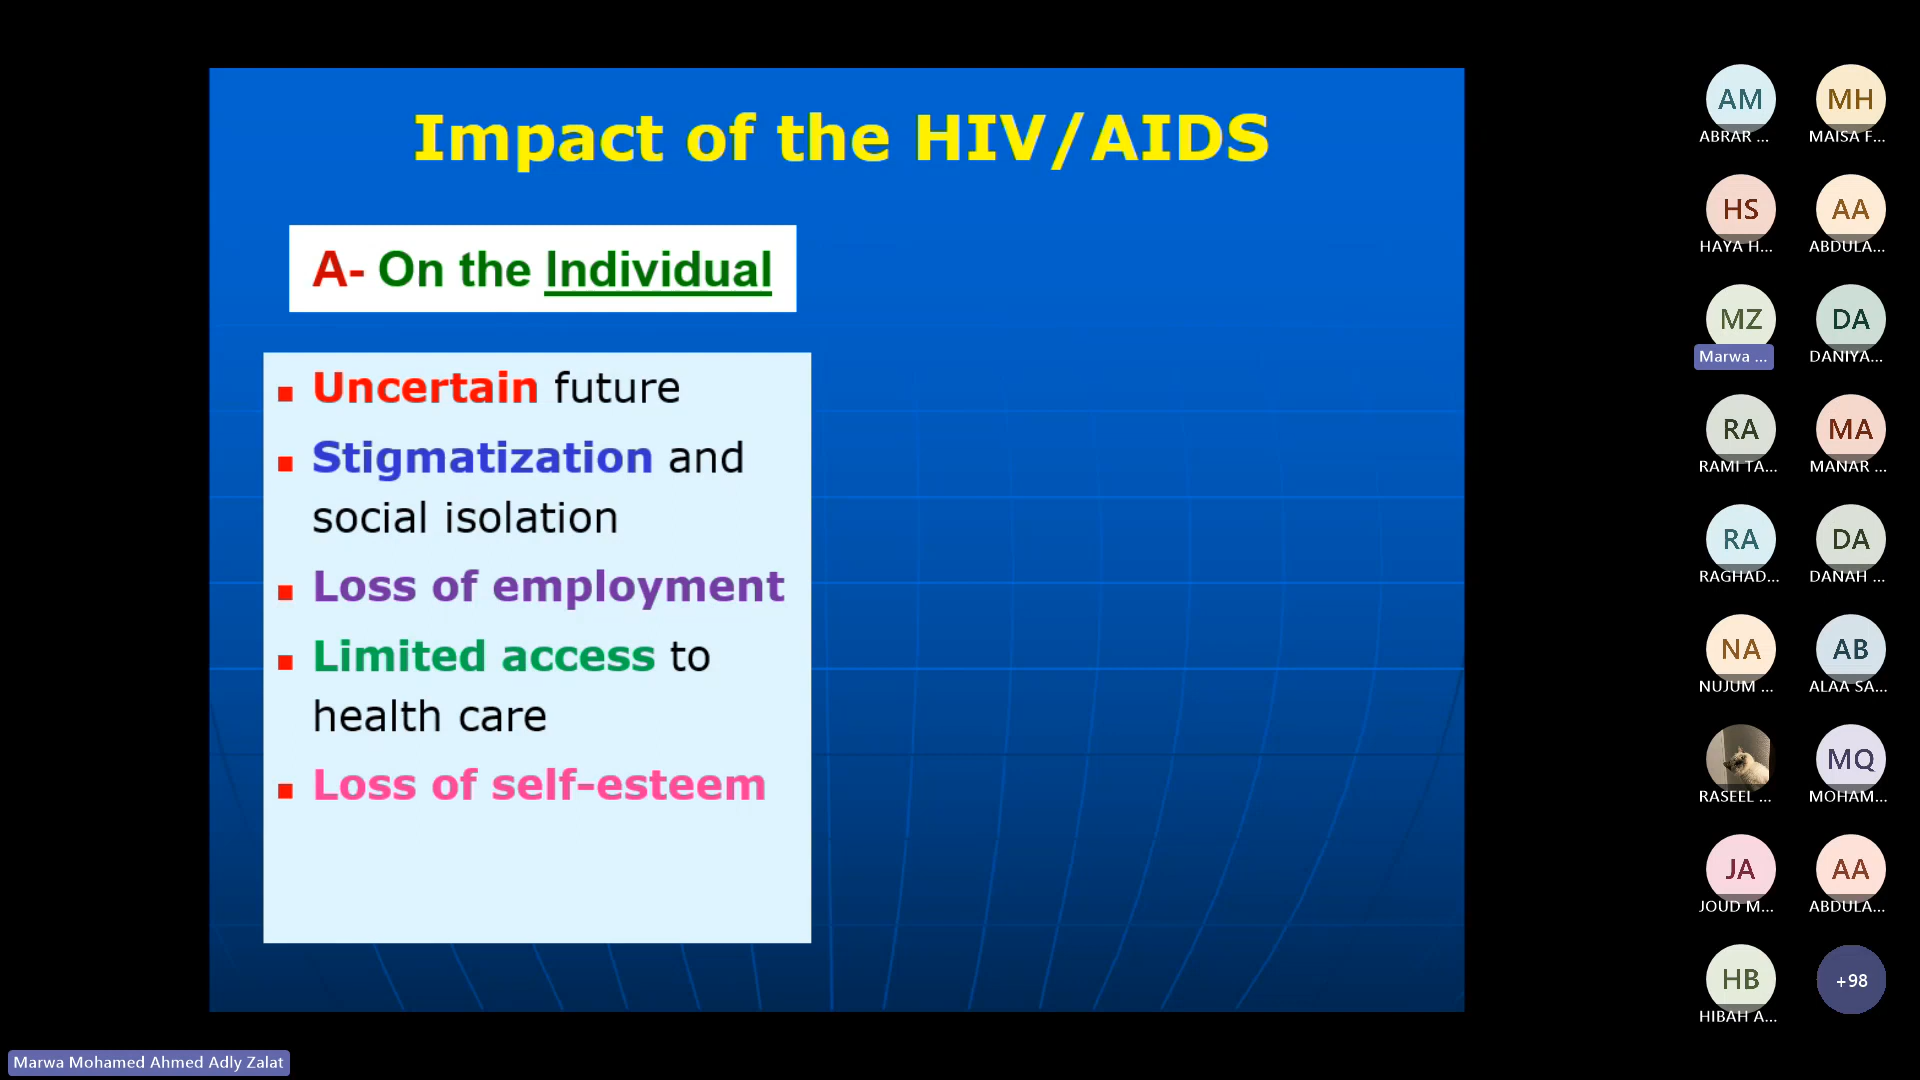 Impact of the HIV/AIDS
A- On the Individual
Uncertain future
Stigmatization and
social isolation
Loss of employment
Limited access to
health care
Loss of self-esteem
AM
ABRAR ...
MH
MAISA F...
HS
HAYA H...
AA
ABDULA...
MZ
Marwa ...
DA
DANIYA...
RA
RAMI TA...
MA
MANAR ...
RA
RAGHAD...
DA
DANAH ...
NA
NUJUM ...
AB
ALAA SA...
RASEEL ...
MQ
MOHAM...
JA
JOUD M...
AA
ABDULA...
HB
HIBAH A...
+98
Marwa Mohamed Ahmed Adly Zalat